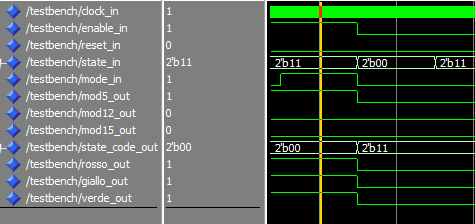 /testbench/clock_in 1
/testbench/enable_in 1
/testbench/reset_in 0
/testbench/state_in 2'b11 2'b11 2'b00 2'b11
/testbench/mode_in 1
/testbench/mod5_out 1
/testbench/mod12_out 0
/testbench/mod15_out 0
/testbench/state_code_out 2'b00 2'b00 2'b11
/testbench/rosso_out 1
/testbench/giallo_out 1
/testbench/verde_out 1